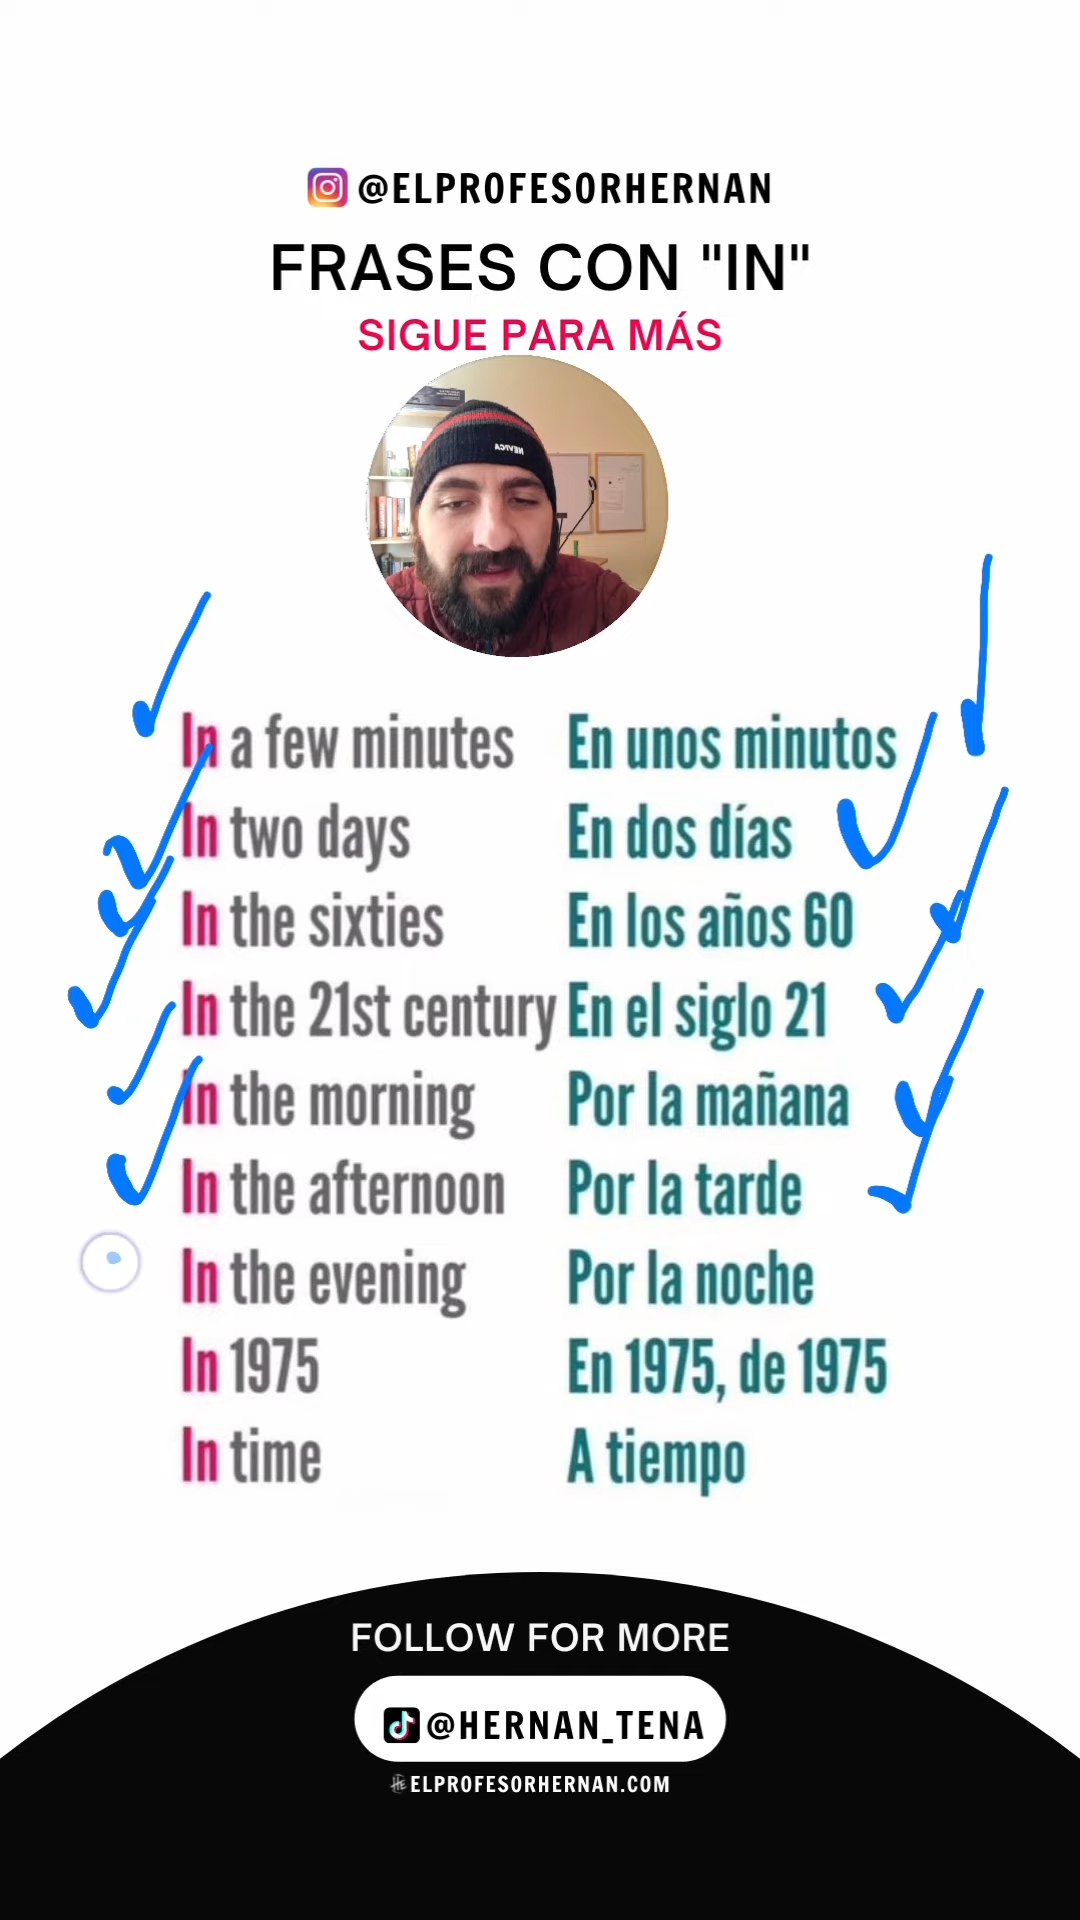 @ELPROFESORHERNAN
FRASES CON "IN"
SIGUE PARA MÁS
NEVICA
In a few minutes En unos minutos
In two days En dos días
In the sixties En los años 60
In the 21st century En el siglo 21
In the morning Por la mañana
In the afternoon Por la tarde
In the evening Por la noche
In 1975 En 1975, de 1975
In time A tiempo
FOLLOW FOR MORE
@HERNAN_TENA
ELPROFESORHERNAN.COM